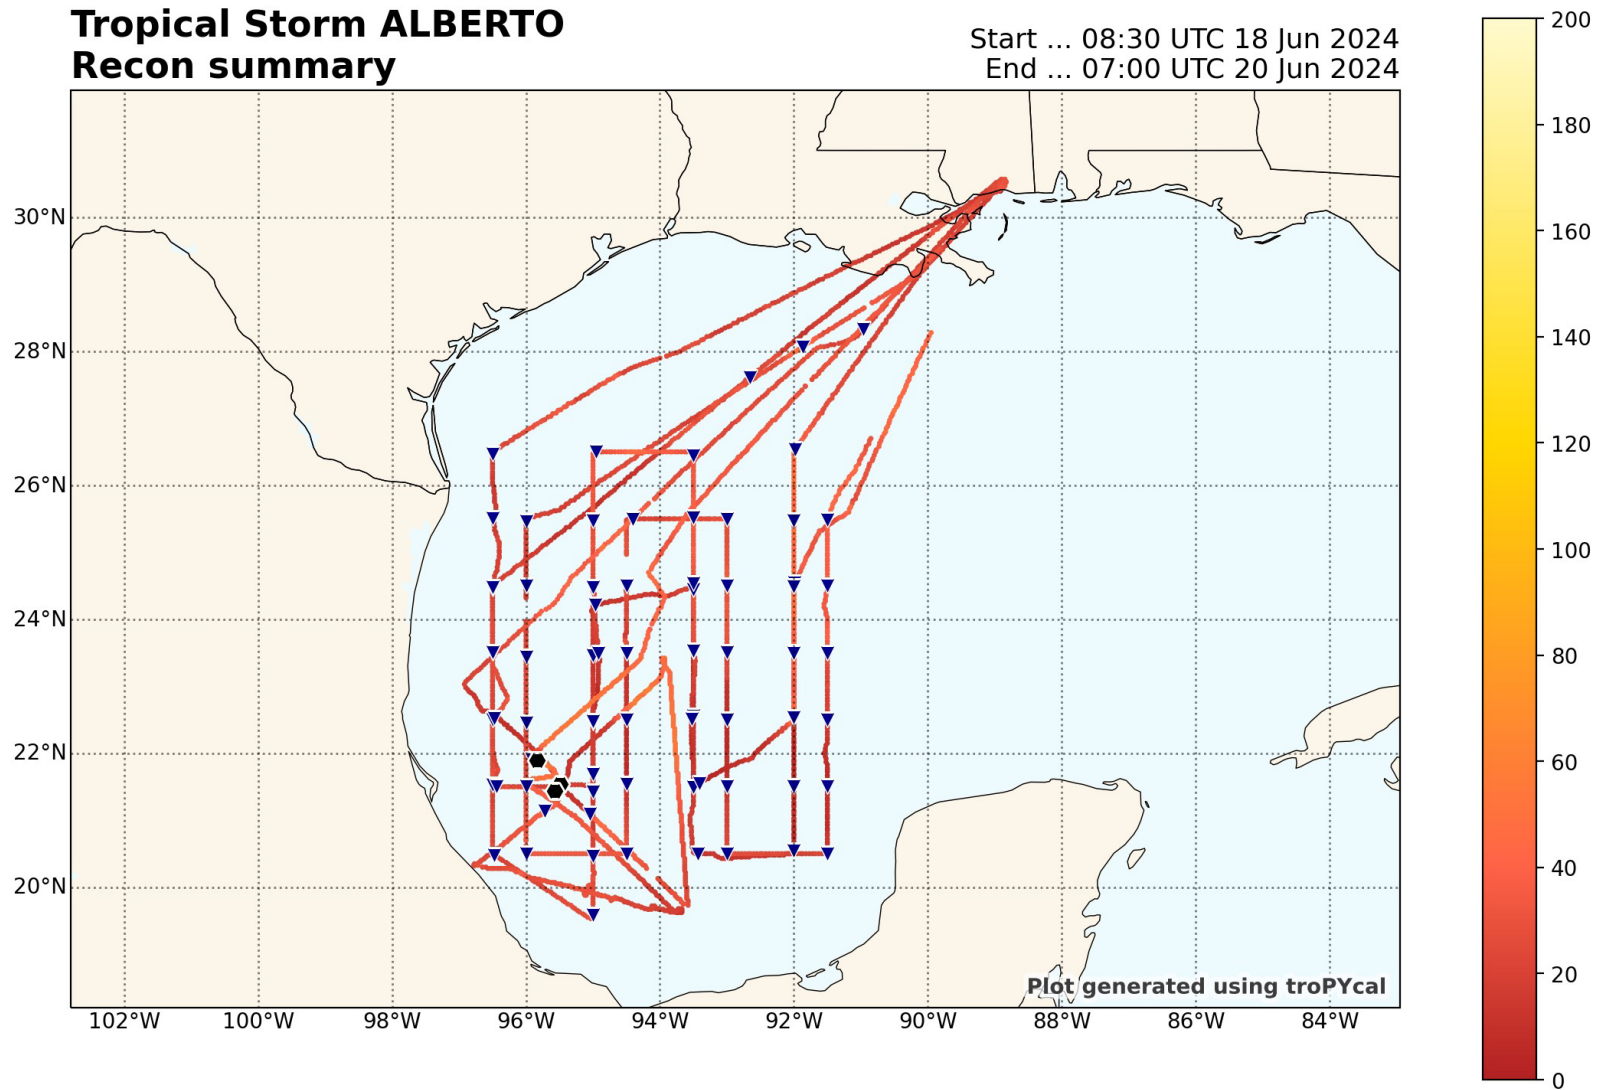 Tropical Storm ALBERTO
Recon summary
Start ... 08:30 UTC 18 Jun 2024
End ... 07:00 UTC 20 Jun 2024
30°N
28°N
26°N
24°N
22°N
20°N
102°W
100°W
98°W
96°W
94°W
92°W
90°W
88°W
86°W
84°W
Plot generated using troPYcal
200
180
160
140
120
100
80
60
40
20
0